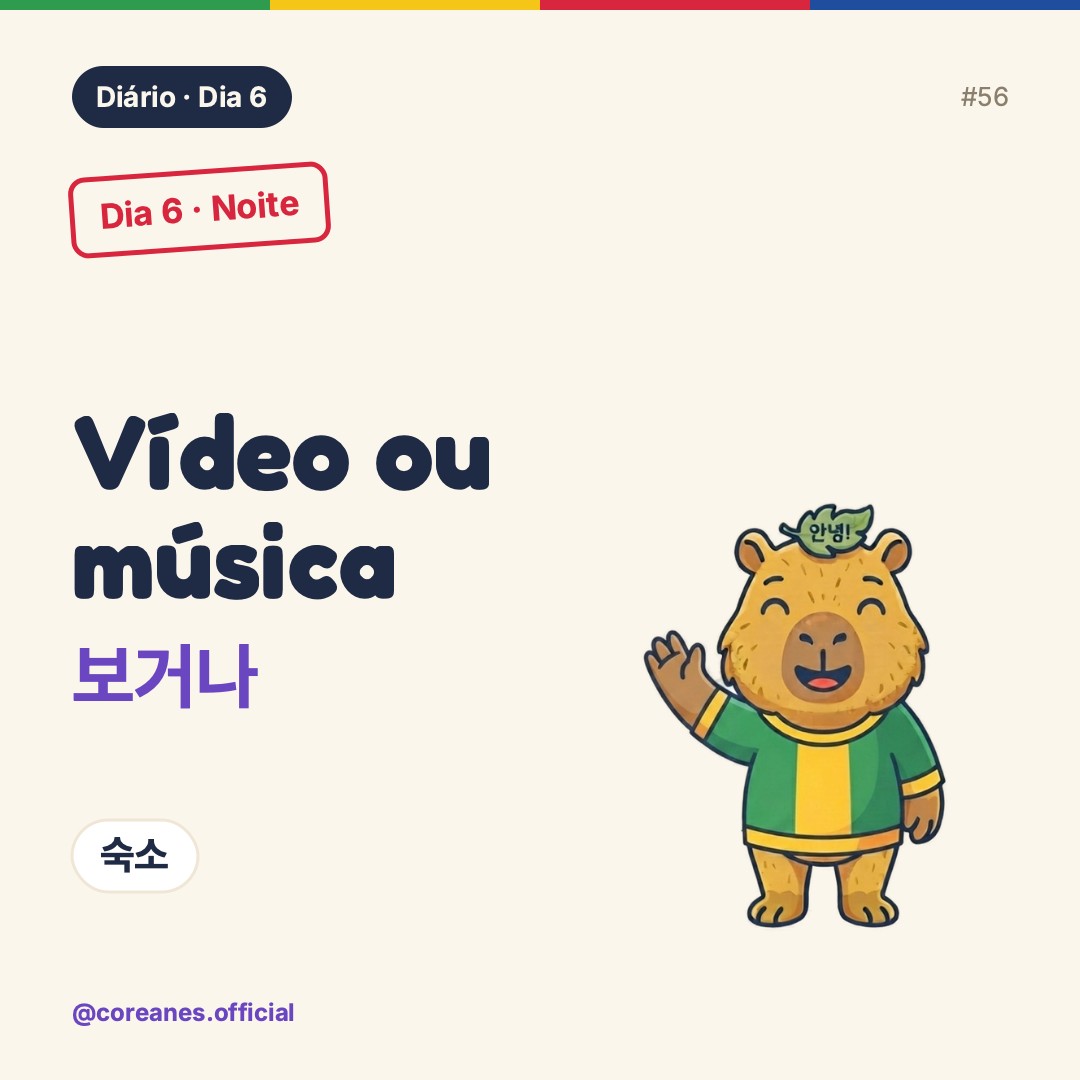 Diário · Dia 6
#56
Dia 6 · Noite
Vídeo ou
música
보거나
안녕!
숙소
@coreanes.official